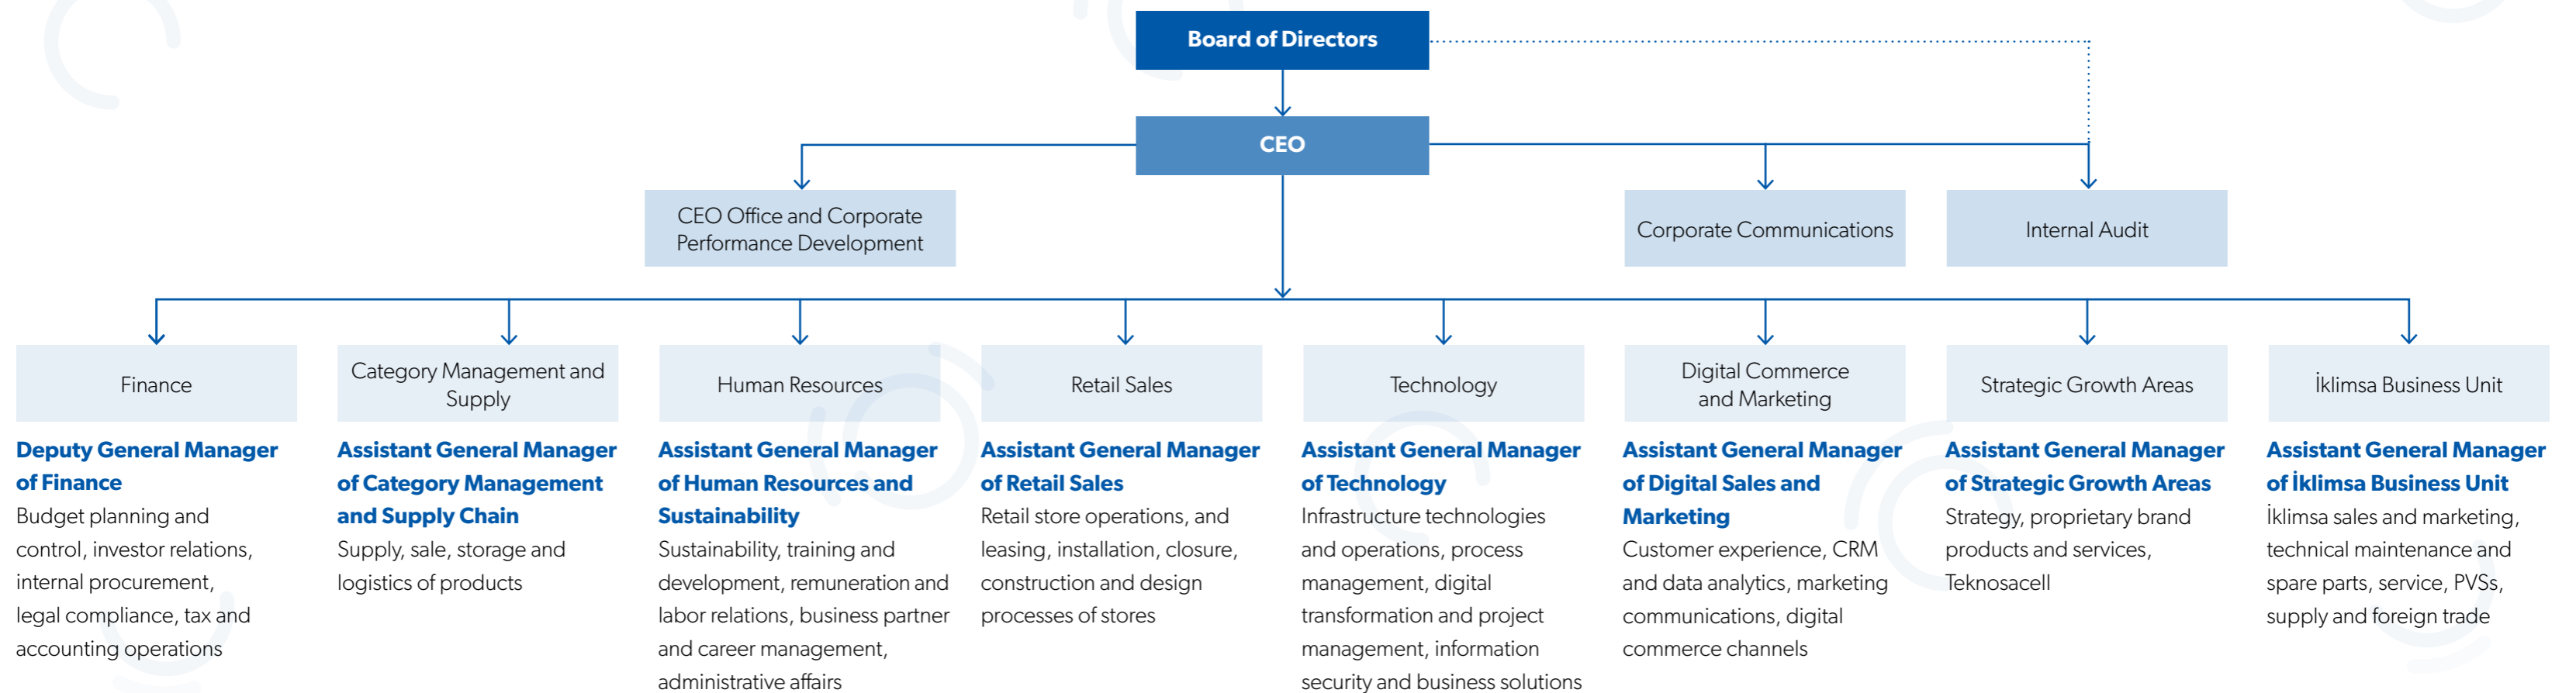 Board of Directors
CEO
CEO Office and Corporate
Performance Development
Corporate Communications
Internal Audit
Finance
Category Management and
Supply
Human Resources
Retail Sales
Technology
Digital Commerce
and Marketing
Strategic Growth Areas
İklimsa Business Unit
Deputy General Manager
of Finance
Budget planning and
control, investor relations,
internal procurement,
legal compliance, tax and
accounting operations
Assistant General Manager
of Category Management
and Supply Chain
Supply, sale, storage and
logistics of products
Assistant General Manager
of Human Resources and
Sustainability
Sustainability, training and
development, remuneration and
labor relations, business partner
and career management,
administrative affairs
Assistant General Manager
of Retail Sales
Retail store operations, and
leasing, installation, closure,
construction and design
processes of stores
Assistant General Manager
of Technology
Infrastructure technologies
and operations, process
management, digital
transformation and project
management, information
security and business solutions
Assistant General Manager
of Digital Sales and
Marketing
Customer experience, CRM
and data analytics, marketing
communications, digital
commerce channels
Assistant General Manager
of Strategic Growth Areas
Strategy, proprietary brand
products and services,
Teknosacell
Assistant General Manager
of İklimsa Business Unit
İklimsa sales and marketing,
technical maintenance and
spare parts, service, PVSs,
supply and foreign trade